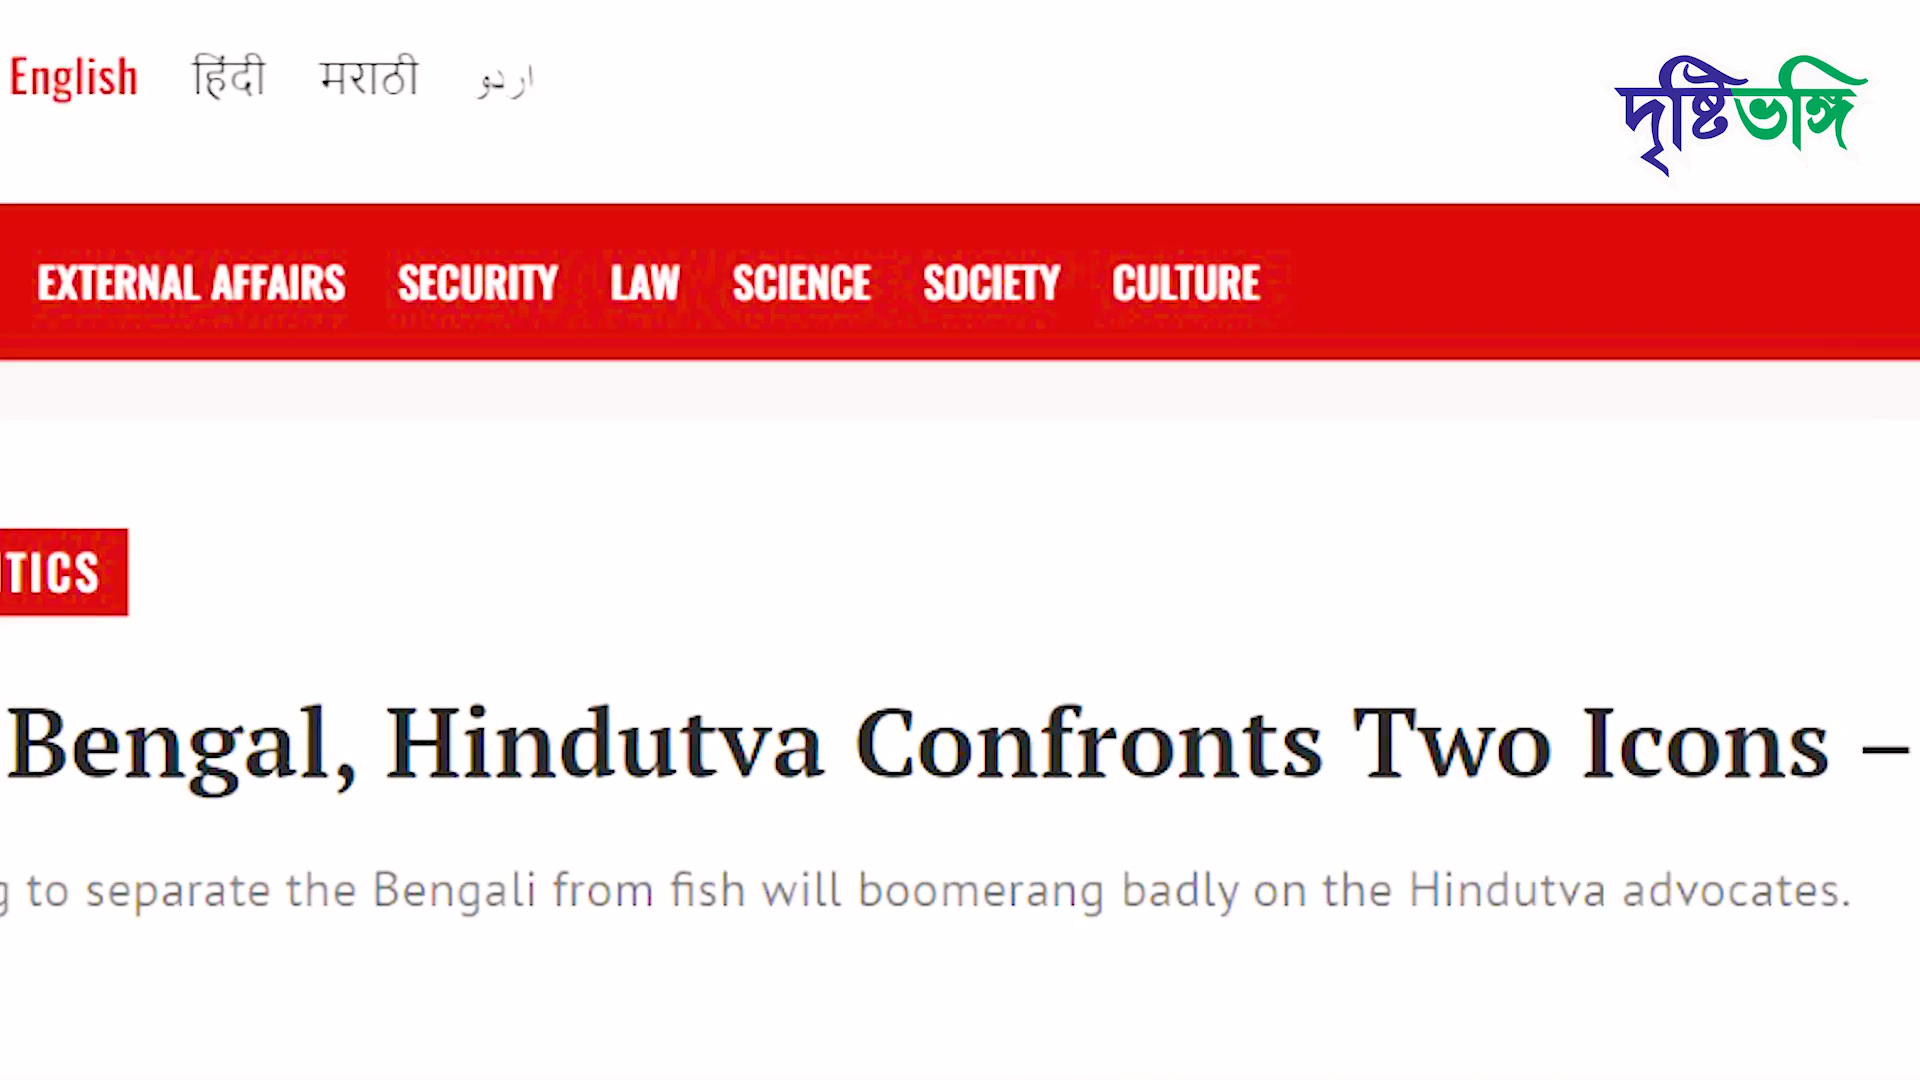 English हिंदी मराठी اردو
দৃষ্টিভঙ্গি
EXTERNAL AFFAIRS SECURITY LAW SCIENCE SOCIETY CULTURE
ITICS
Bengal, Hindutva Confronts Two Icons –
g to separate the Bengali from fish will boomerang badly on the Hindutva advocates.